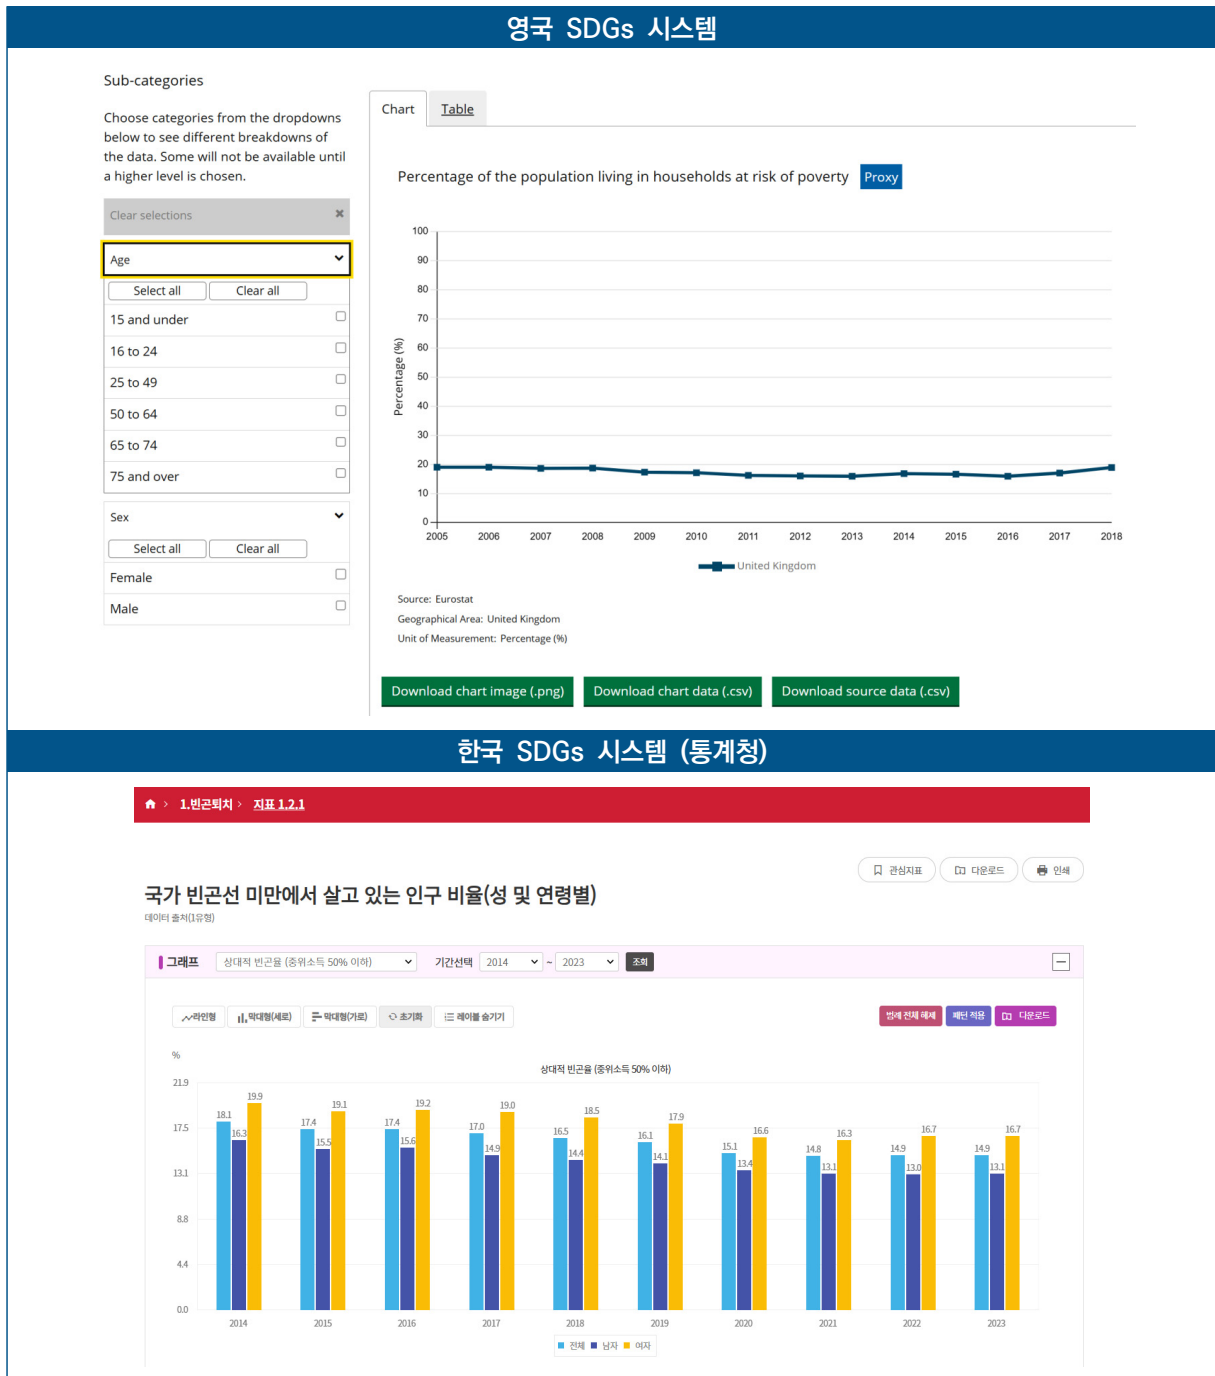 영국 SDGs 시스템
Sub-categories
Choose categories from the dropdowns
below to see different breakdowns of
the data. Some will not be available until
a higher level is chosen.
Clear selections
Age
Select all Clear all
15 and under
16 to 24
25 to 49
50 to 64
65 to 74
75 and over
Sex
Select all Clear all
Female
Male
Chart Table
Percentage of the population living in households at risk of poverty Proxy
Percentage (%)
100
90
80
70
60
50
40
30
20
10
0
2005 2006 2007 2008 2009 2010 2011 2012 2013 2014 2015 2016 2017 2018
United Kingdom
Source: Eurostat
Geographical Area: United Kingdom
Unit of Measurement: Percentage (%)
Download chart image (.png) Download chart data (.csv) Download source data (.csv)
한국 SDGs 시스템 (통계청)
> 1.빈곤퇴치 > 지표 1.2.1
관심지표 다운로드 인쇄
국가 빈곤선 미만에서 살고 있는 인구 비율(성 및 연령별)
데이터 출처(1유형)
그래프 상대적 빈곤율 (중위소득 50% 이하) 기간선택 2014 ~ 2023 조회
라인형 막대형(세로) 막대형(가로) 초기화 레이블 숨기기 범례 전체 해제 패턴 적용 다운로드
%
상대적 빈곤율 (중위소득 50% 이하)
21.9
17.5
13.1
8.8
4.4
0.0
18.1 16.3 19.9
17.4 15.5 19.1
17.4 15.6 19.2
17.0 14.9 19.0
16.5 14.4 18.5
16.1 14.1 17.9
15.1 13.4 16.6
14.8 13.1 16.3
14.9 13.0 16.7
14.9 13.1 16.7
2014 2015 2016 2017 2018 2019 2020 2021 2022 2023
전체 남자 여자